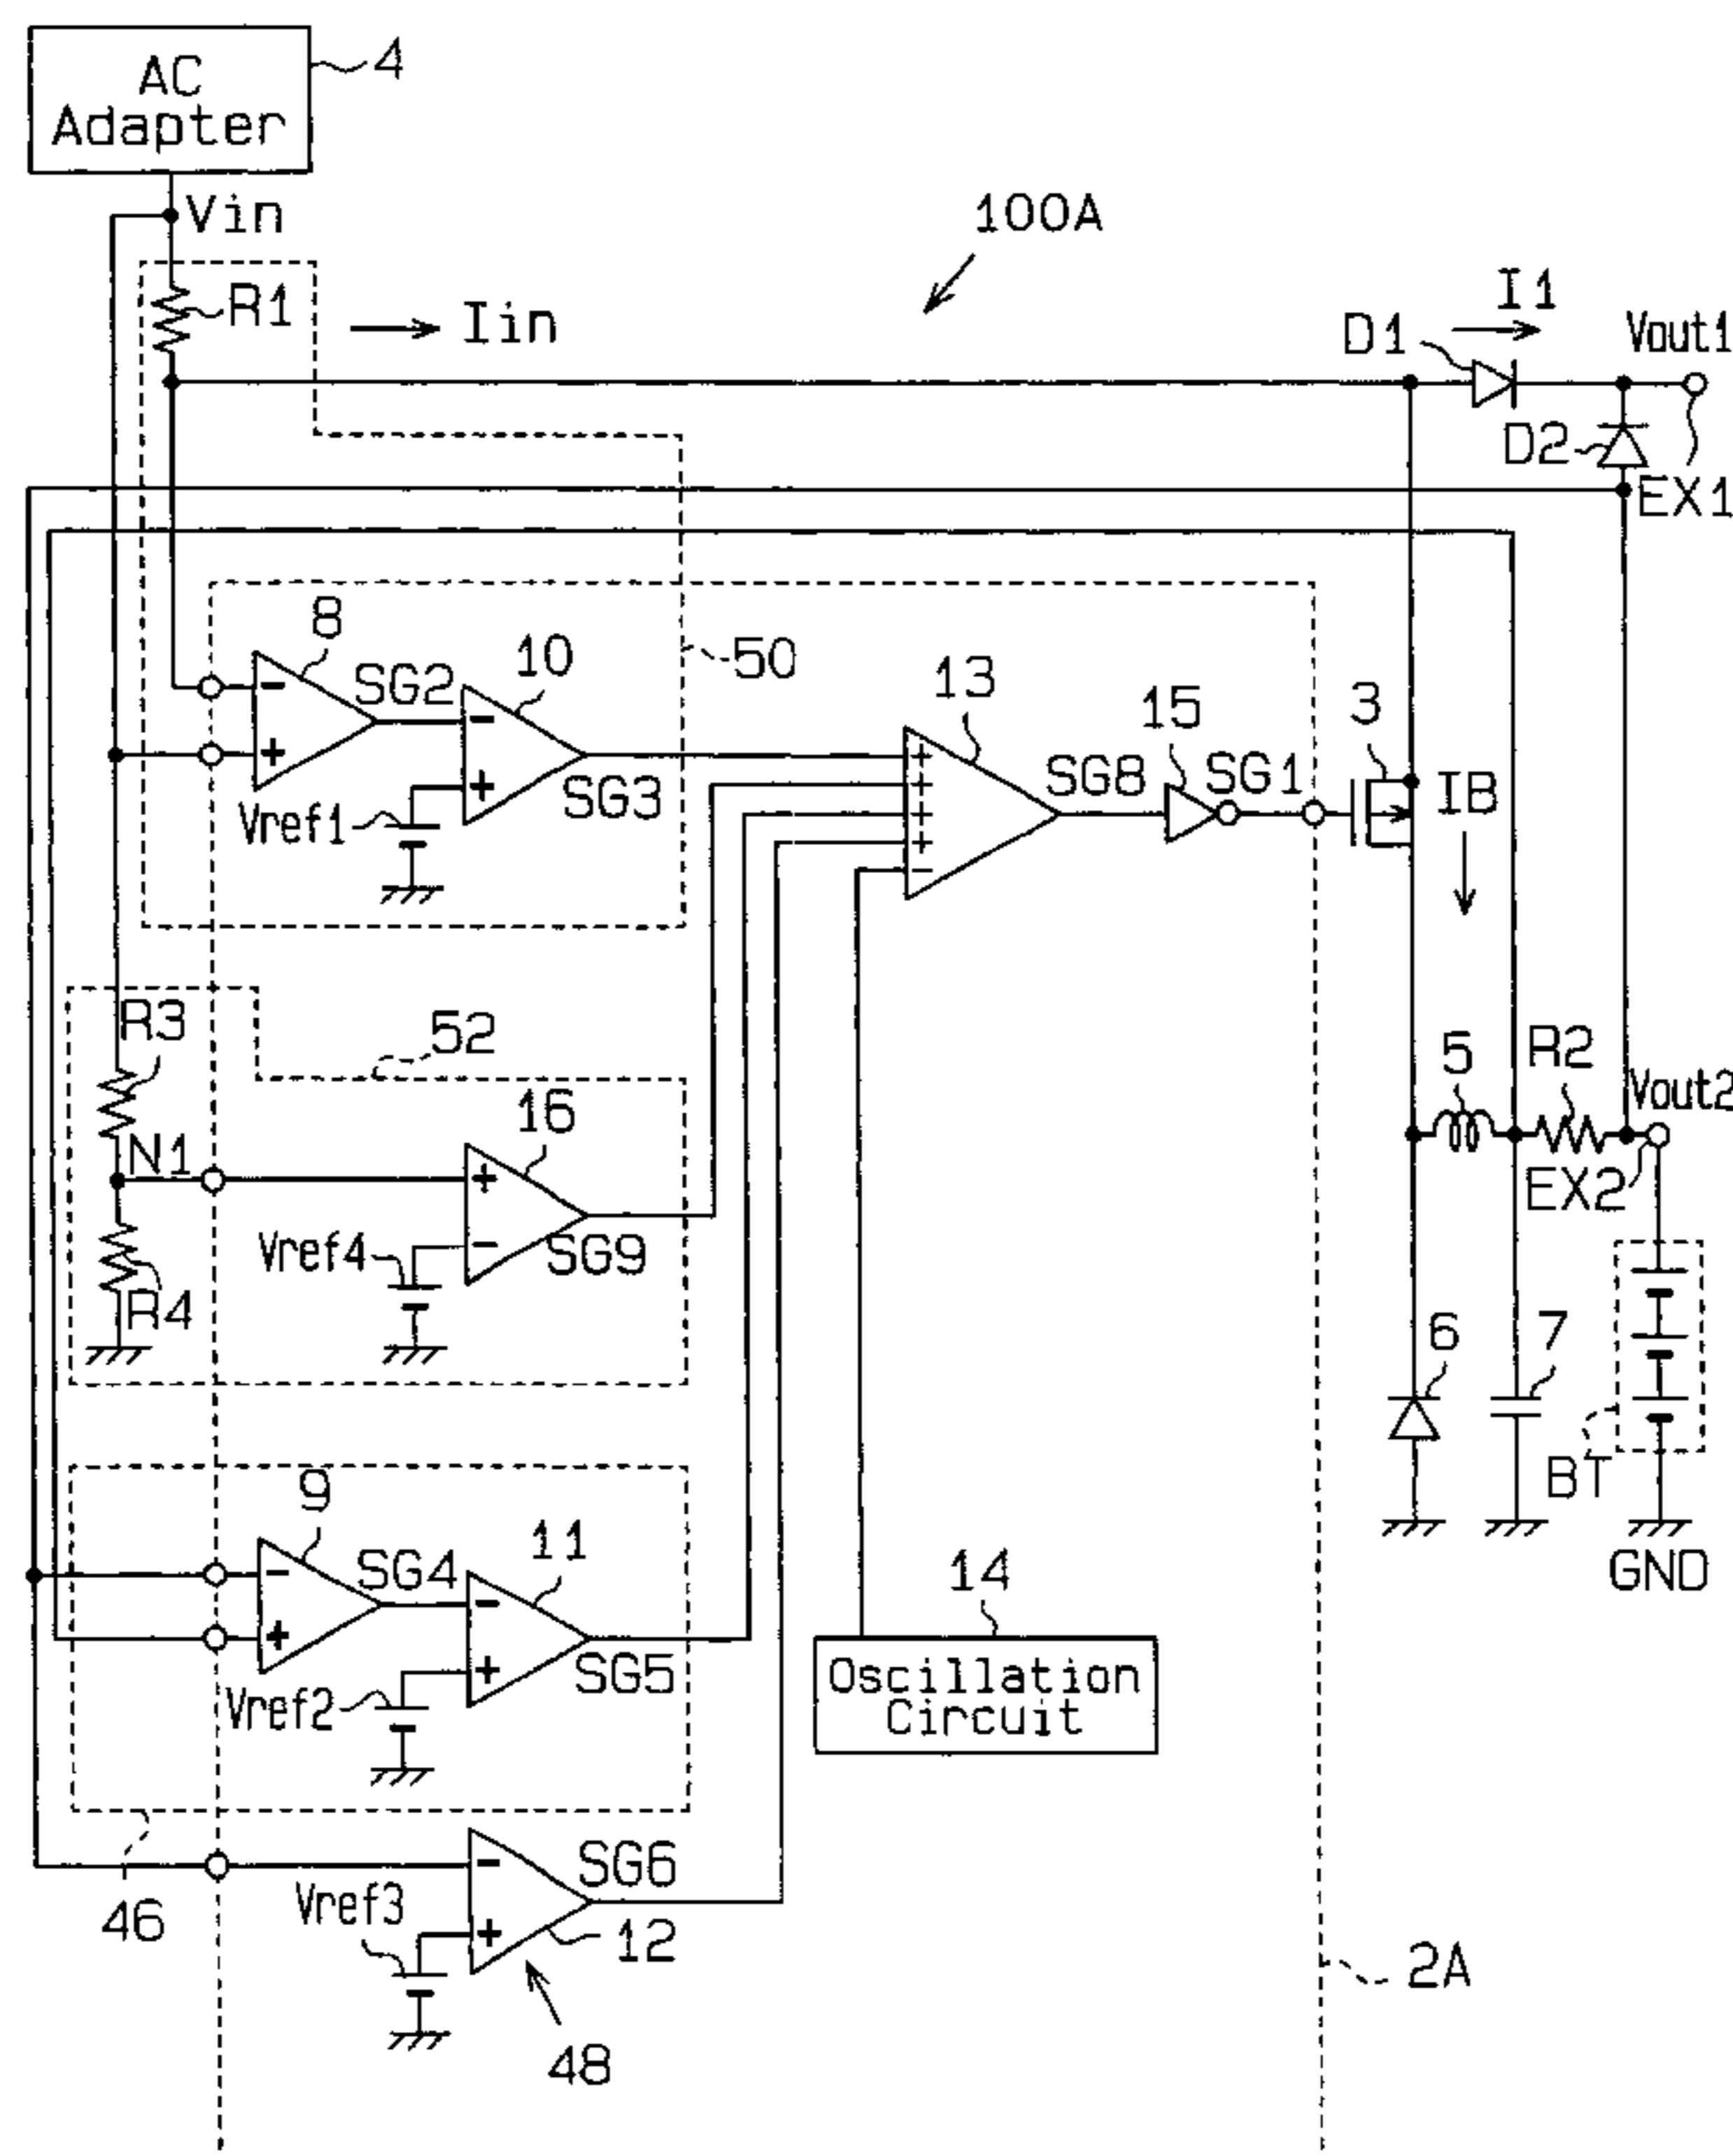 AC
Adapter
4
Vin
100A
R1
Iin
I1
D1
Vout1
D2
EX1
8
SG2
10
50
13
15
3
SG8
SG1
IB
Vref1
SG3
R3
52
5
R2
Vout2
16
N1
EX2
Vref4
SG9
R4
6
7
BT
9
SG4
11
14
GND
Oscillation
Circuit
SG5
Vref2
SG6
Vref3
46
12
2A
48